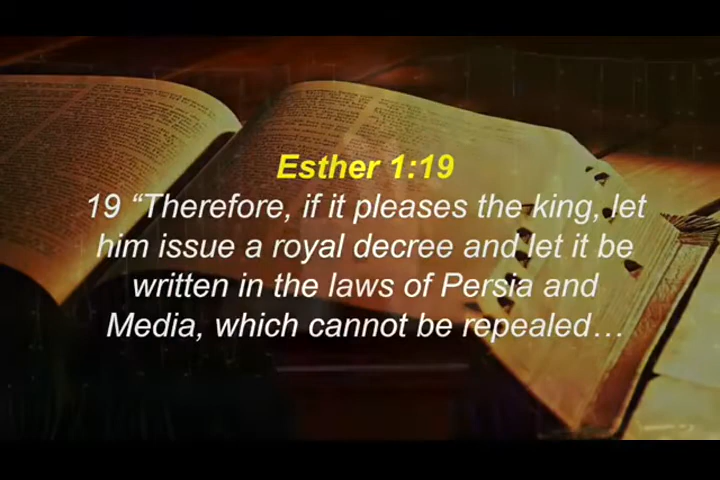 Esther 1:19
19 “Therefore, if it pleases the king, let
him issue a royal decree and let it be
written in the laws of Persia and
Media, which cannot be repealed…